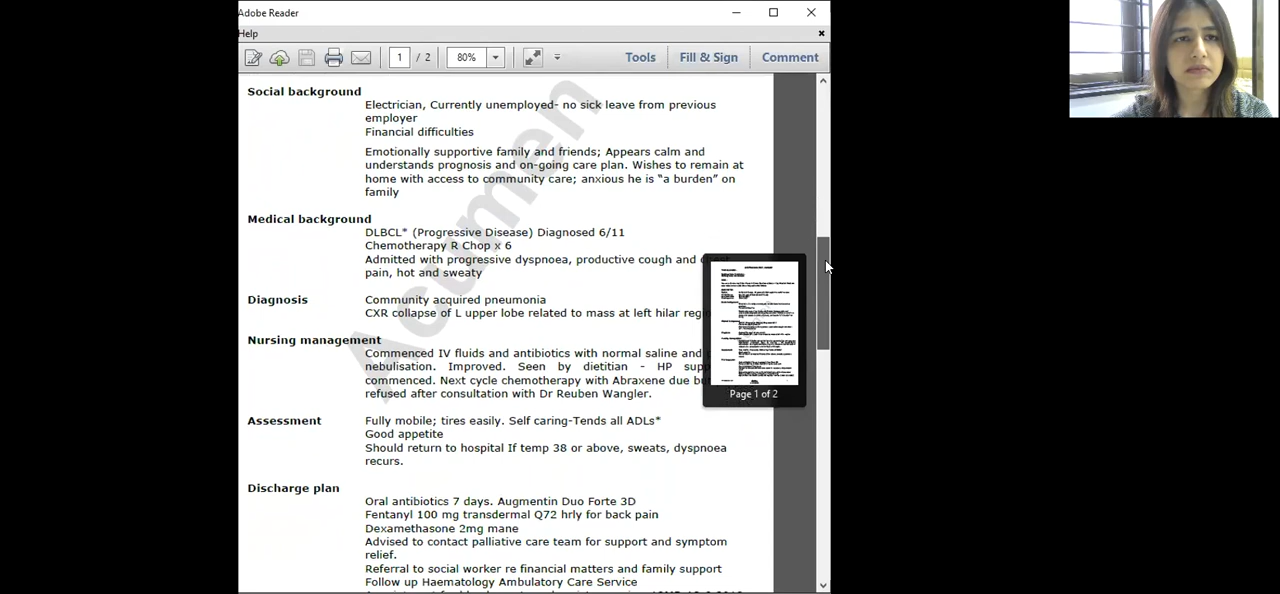 Adobe Reader
Help
1 / 2 80% Tools Fill & Sign Comment
Social background
Electrician, Currently unemployed- no sick leave from previous
employer
Financial difficulties
Emotionally supportive family and friends; Appears calm and
understands prognosis and on-going care plan. Wishes to remain at
home with access to community care; anxious he is “a burden” on
family
Medical background
DLBCL* (Progressive Disease) Diagnosed 6/11
Chemotherapy R Chop x 6
Admitted with progressive dyspnoea, productive cough and
pain, hot and sweaty
Diagnosis Community acquired pneumonia
CXR collapse of L upper lobe related to mass at left hilar
Nursing management
Commenced IV fluids and antibiotics with normal saline and
nebulisation. Improved. Seen by dietitian - HP
commenced. Next cycle chemotherapy with Abraxene due
refused after consultation with Dr Reuben Wangler.
Assessment Fully mobile; tires easily. Self caring-Tends all ADLs*
Good appetite
Should return to hospital If temp 38 or above, sweats, dyspnoea
recurs.
Discharge plan
Oral antibiotics 7 days. Augmentin Duo Forte 3D
Fentanyl 100 mg transdermal Q72 hrly for back pain
Dexamethasone 2mg mane
Advised to contact palliative care team for support and symptom
relief.
Referral to social worker re financial matters and family support
Follow up Haematology Ambulatory Care Service
Page 1 of 2
Acumen